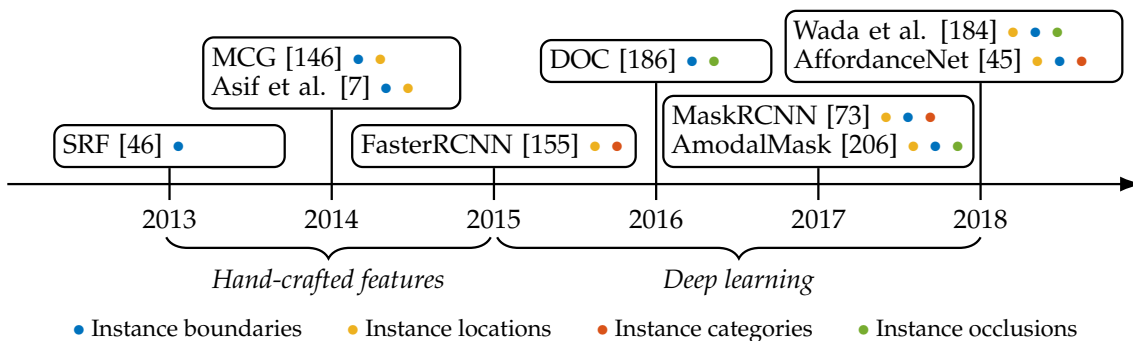 Wada et al. [184]
AffordanceNet [45]
MCG [146]
Asif et al. [7]
DOC [186]
MaskRCNN [73]
AmodalMask [206]
SRF [46]
FasterRCNN [155]
2013 2014 2015 2016 2017 2018
Hand-crafted features Deep learning
Instance boundaries Instance locations Instance categories Instance occlusions